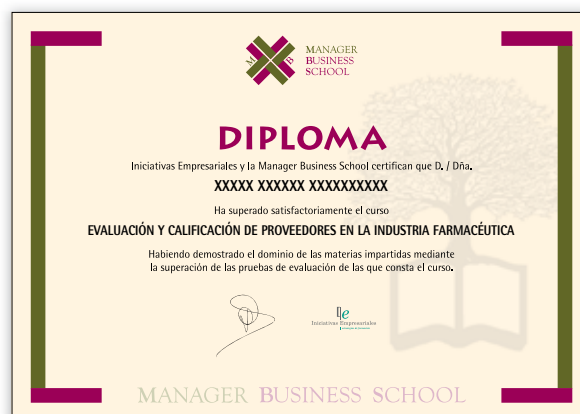 M B
MANAGER
BUSINESS
SCHOOL
DIPLOMA
Iniciativas Empresariales y la Manager Business School certifican que D. / Dña.
XXXXX XXXXXX XXXXXXXXXX
Ha superado satisfactoriamente el curso
EVALUACIÓN Y CALIFICACIÓN DE PROVEEDORES EN LA INDUSTRIA FARMACÉUTICA
Habiendo demostrado el dominio de las materias impartidas mediante
la superación de las pruebas de evaluación de las que consta el curso.
Iniciativas Empresariales
MANAGER BUSINESS SCHOOL